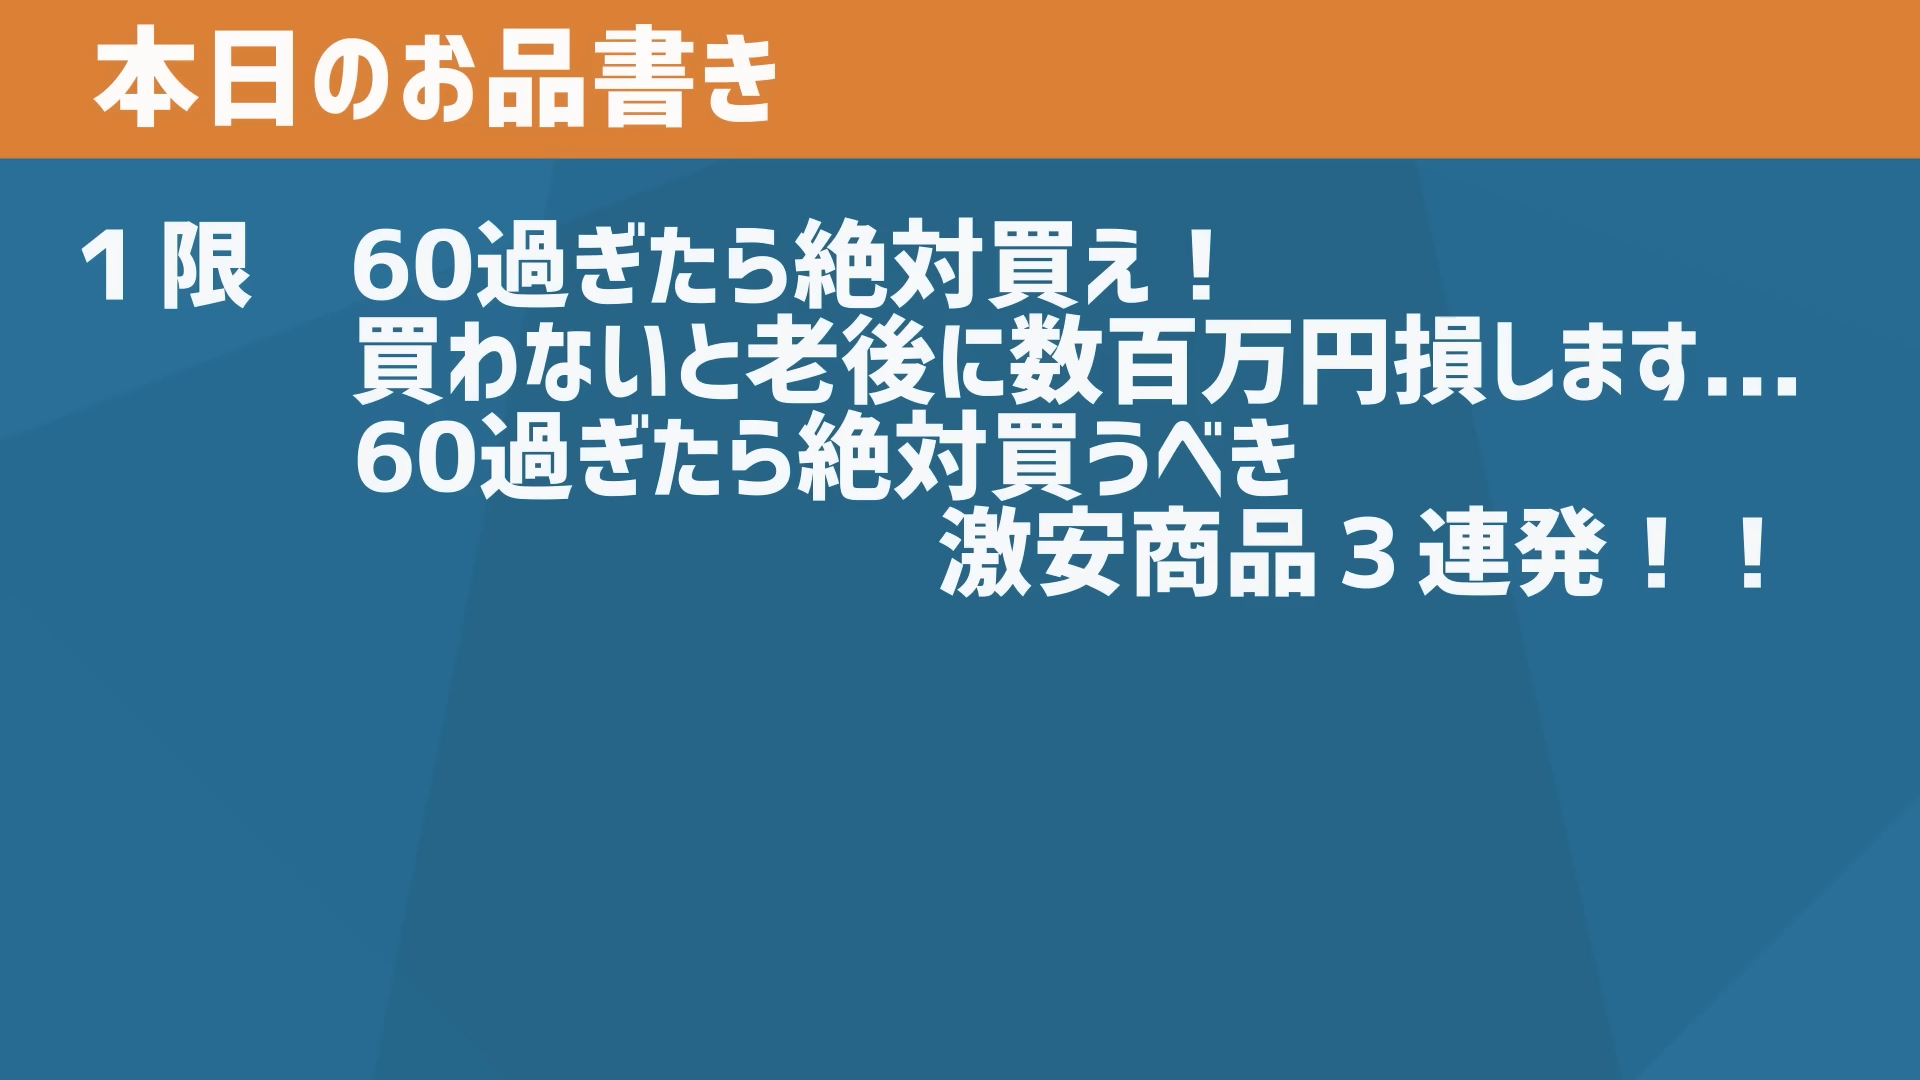 本日のお品書き
１限　60過ぎたら絶対買え！
買わないと老後に数百万円損します...
60過ぎたら絶対買うべき
激安商品３連発！！